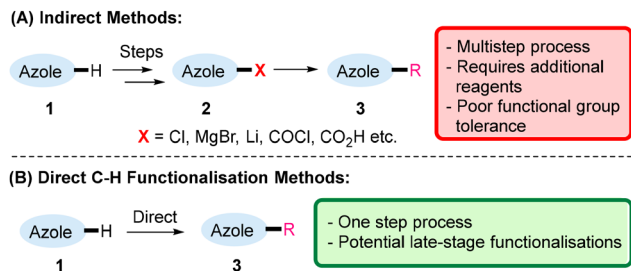 (A) Indirect Methods:
Azole H Steps Azole X Azole R
1 2 3
X = Cl, MgBr, Li, COCl, CO2H etc.
- Multistep process
- Requires additional
reagents
- Poor functional group
tolerance
(B) Direct C-H Functionalisation Methods:
Azole H Direct Azole R
1 3
- One step process
- Potential late-stage functionalisations